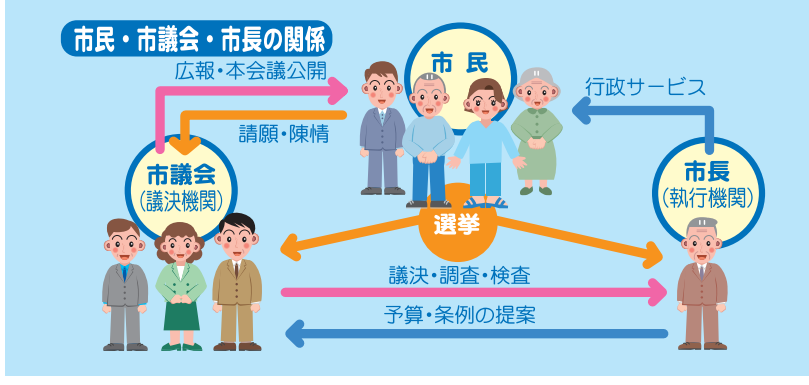 市民・市議会・市長の関係
広報・本会議公開
市民
行政サービス
請願・陳情
市議会
(議決機関)
市長
(執行機関)
選挙
議決・調査・検査
予算・条例の提案